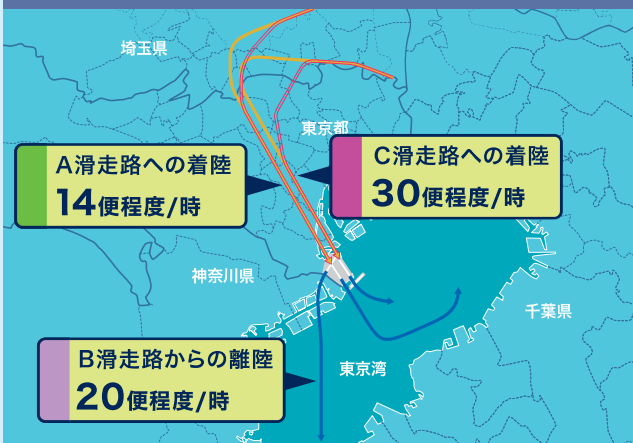 埼玉県
東京都
A滑走路への着陸
14便程度/時
C滑走路への着陸
30便程度/時
神奈川県
千葉県
B滑走路からの離陸
20便程度/時
東京湾